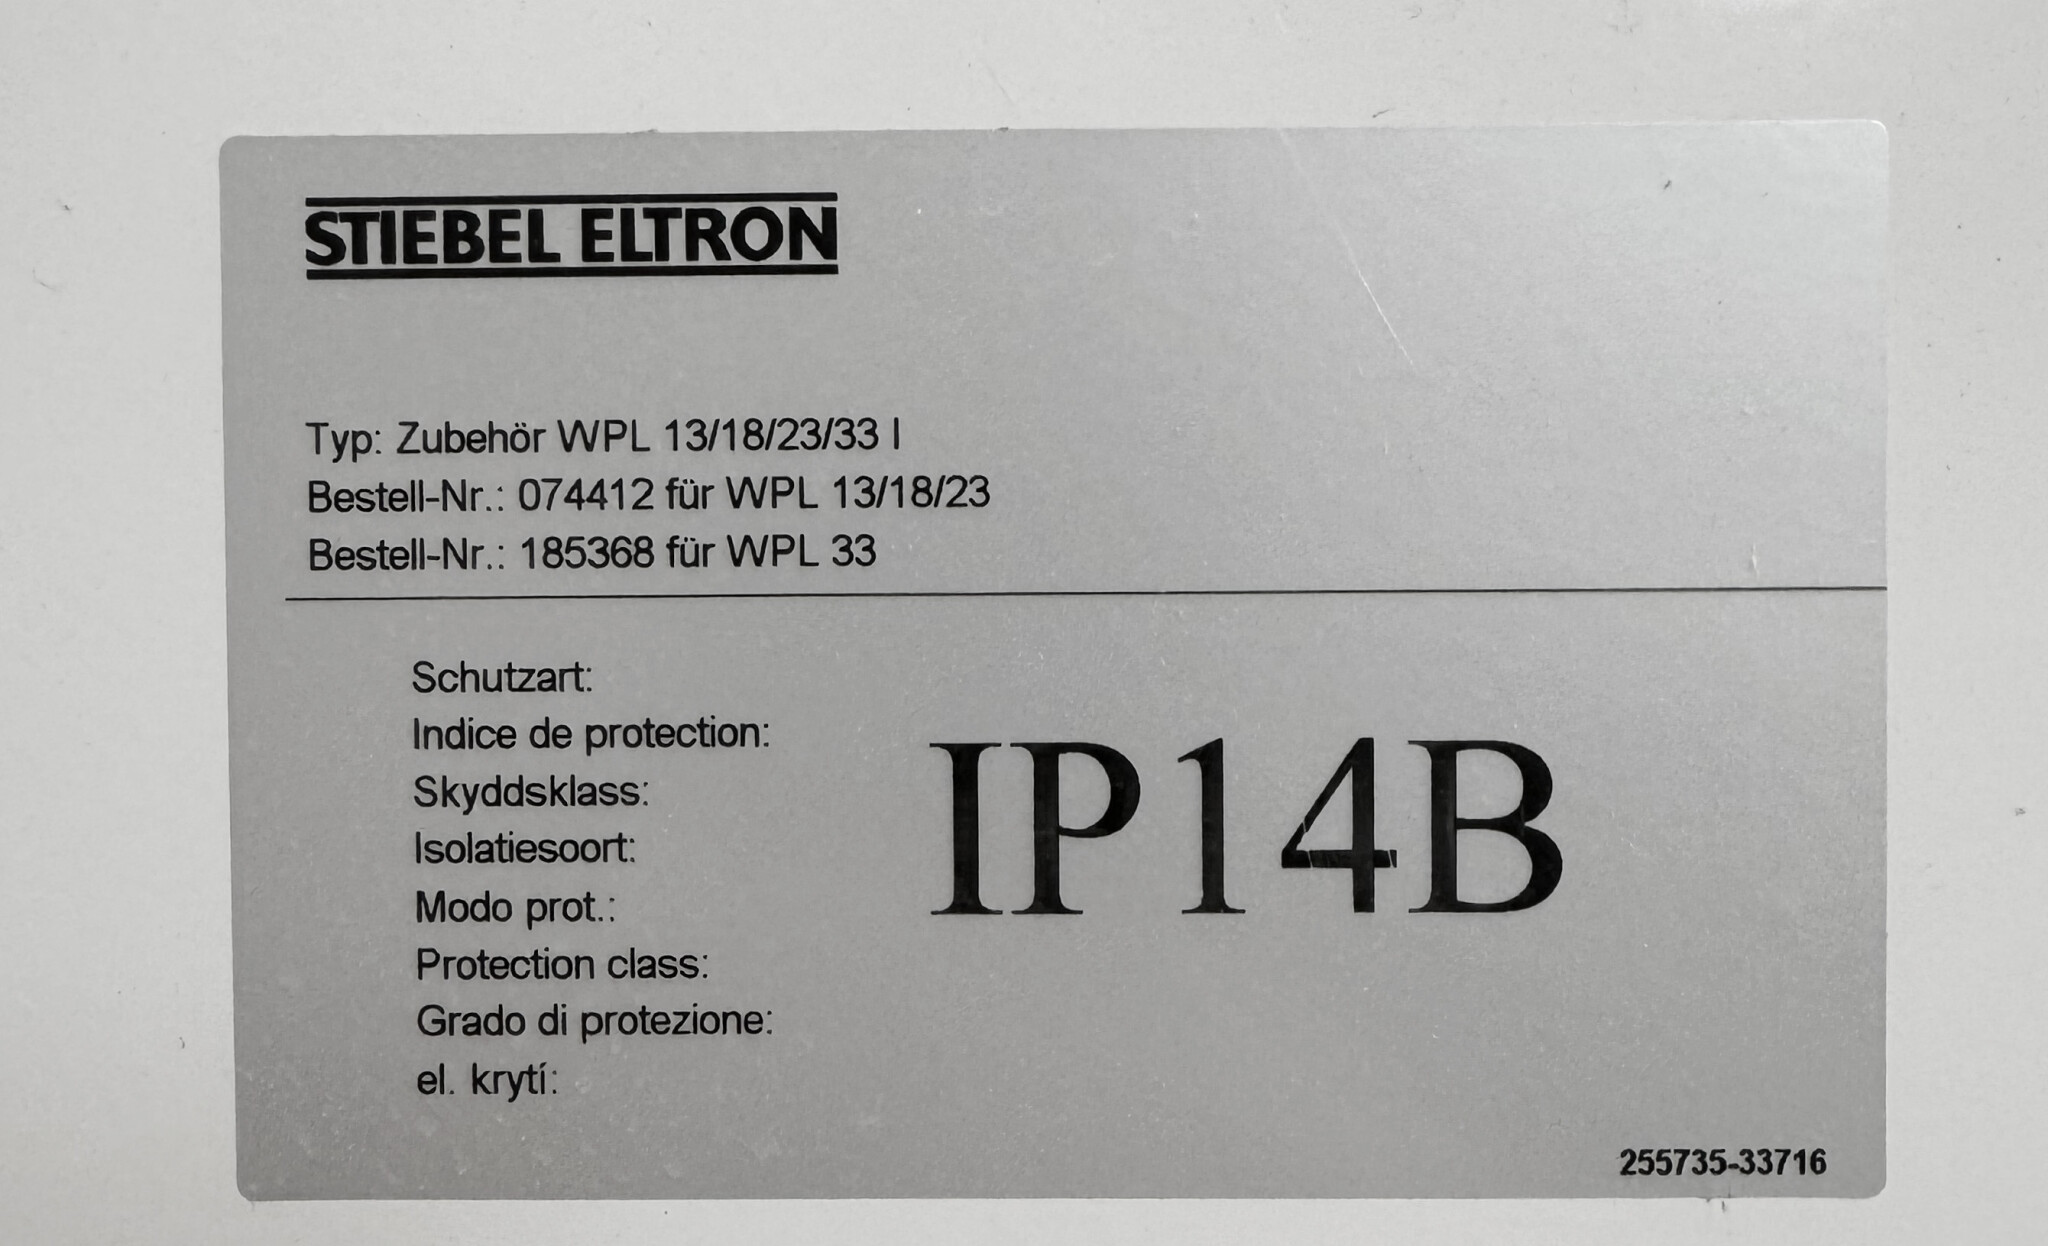 STIEBEL ELTRON
Typ: Zubehör WPL 13/18/23/33 I
Bestell-Nr.: 074412 für WPL 13/18/23
Bestell-Nr.: 185368 für WPL 33
Schutzart:
Indice de protection:
Skyddsklass:
Isolatiesoort:
Modo prot.:
Protection class:
Grado di protezione:
el. krytí:
IP14B
255735-33716